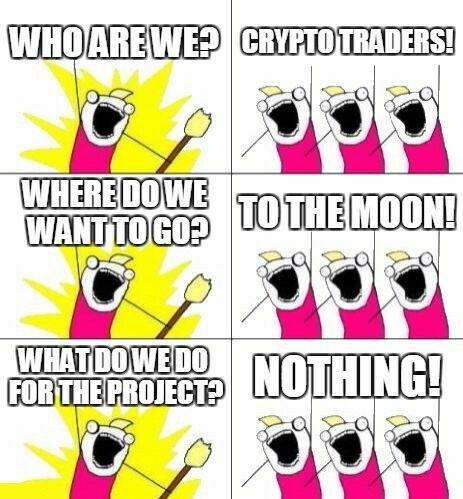 WHO ARE WE?
CRYPTO TRADERS!
WHERE DO WE
WANT TO GO?
TO THE MOON!
WHAT DO WE DO
FOR THE PROJECT?
NOTHING!